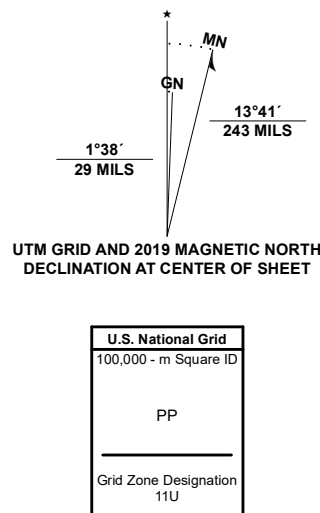 ★
MN
GN
13°41´
243 MILS
1°38´
29 MILS
UTM GRID AND 2019 MAGNETIC NORTH
DECLINATION AT CENTER OF SHEET
U.S. National Grid
100,000 - m Square ID
PP
Grid Zone Designation
11U